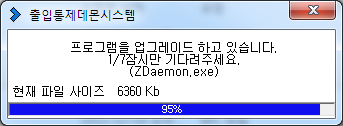 출입통제데몬시스템
프로그램을 업그레이드 하고 있습니다.
1/7잠시만 기다려주세요.
(ZDaemon.exe)
현재 파일 사이즈 6360 Kb
95%